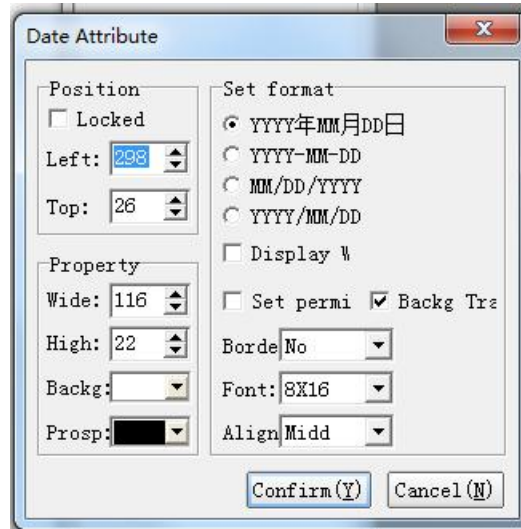 Date Attribute
Position
Locked
Left: 298
Top: 26
Property
Wide: 116
High: 22
Backg:
Prosp:
Set format
YYYY年MM月DD日
YYYY-MM-DD
MM/DD/YYYY
YYYY/MM/DD
Display W
Set permi
Backg Tra
Borde No
Font: 8X16
Align Midd
Confirm(Y)
Cancel(N)